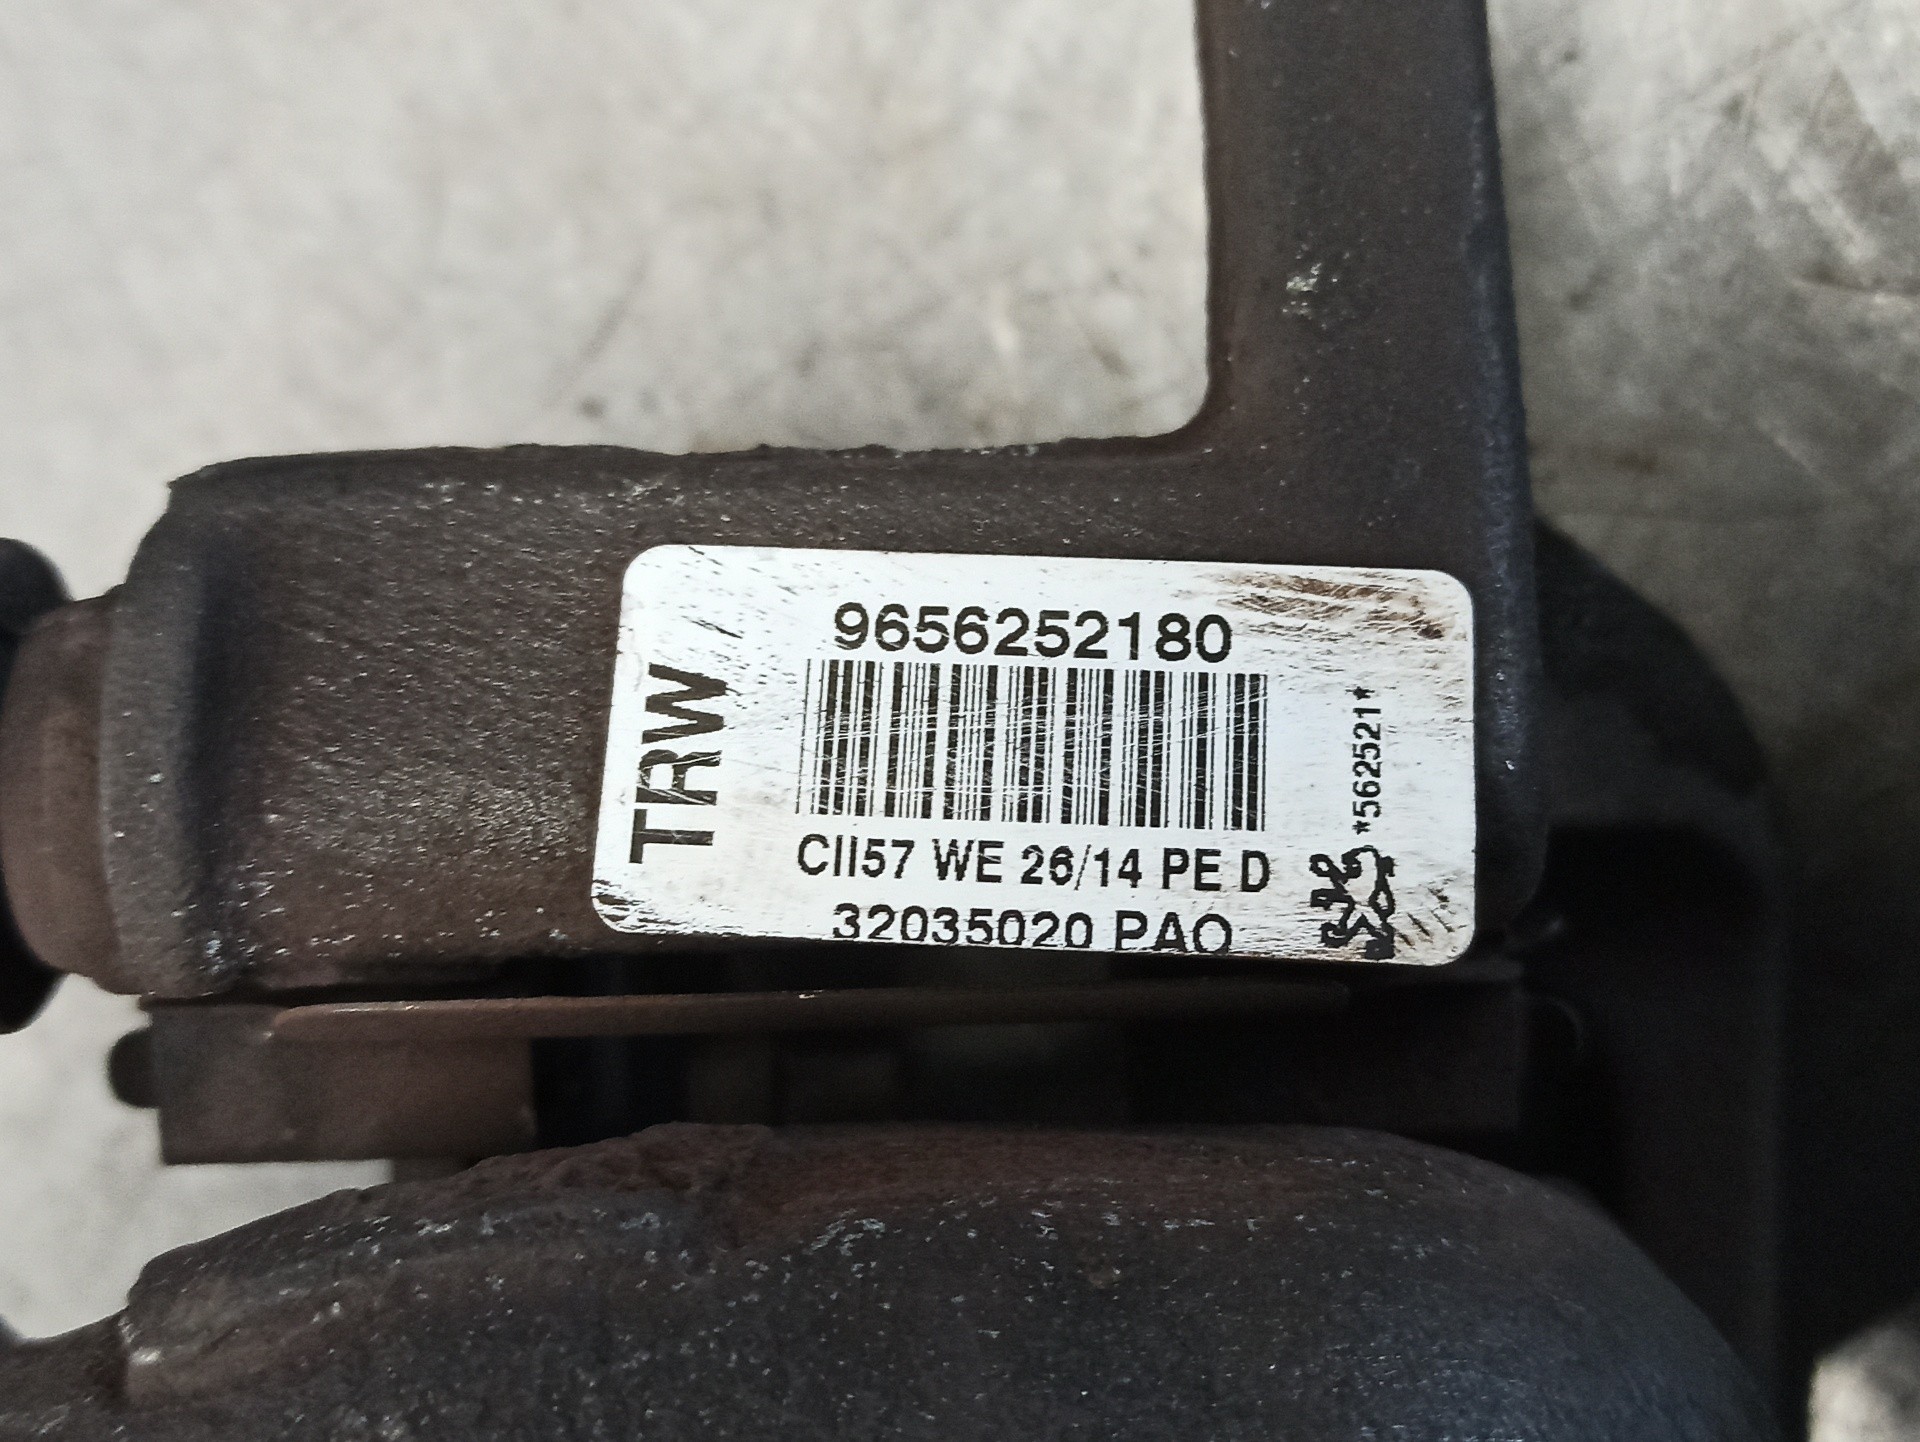 9656252180
TRW
*562521*
CII57 WE 26/14 PE D
32035020 PAO